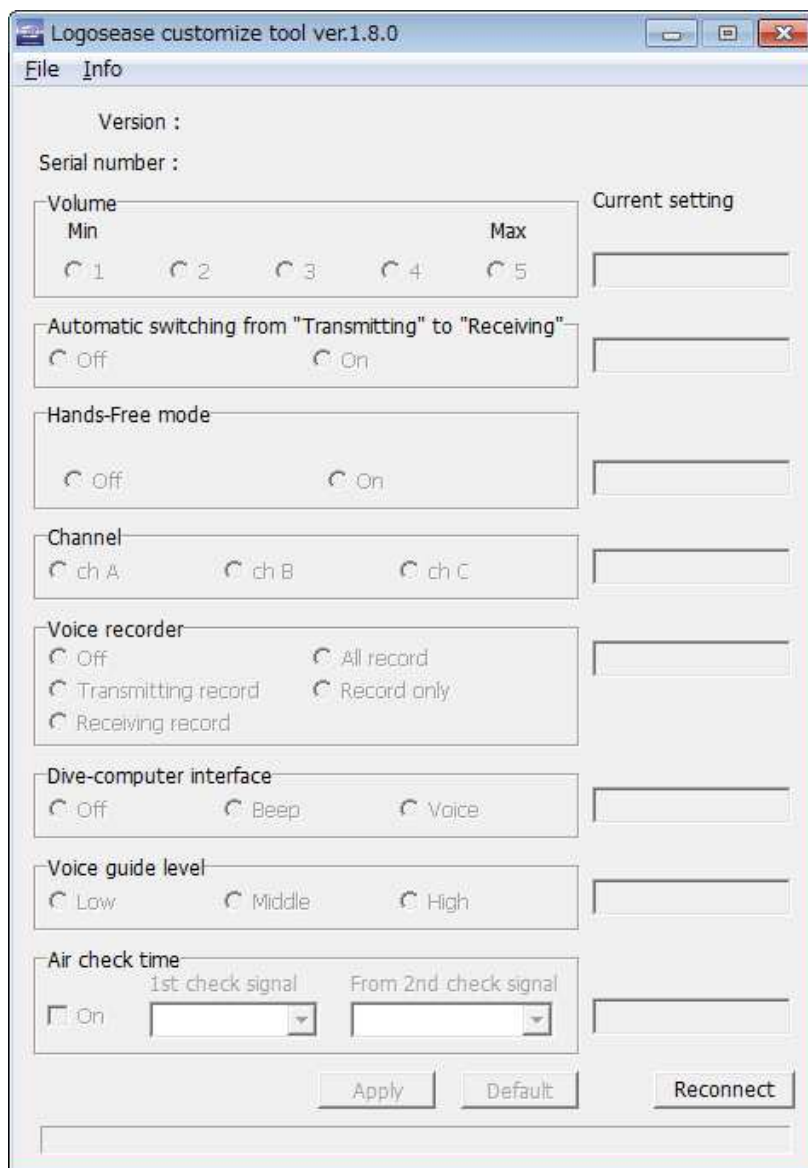 Logosease customize tool ver.1.8.0
File Info
Version :
Serial number :
Volume
Current setting
Min Max
1 2 3 4 5
Automatic switching from "Transmitting" to "Receiving"
Off On
Hands-Free mode
Off On
Channel
ch A ch B ch C
Voice recorder
Off All record
Transmitting record Record only
Receiving record
Dive-computer interface
Off Beep Voice
Voice guide level
Low Middle High
Air check time
1st check signal From 2nd check signal
On
Apply Default Reconnect